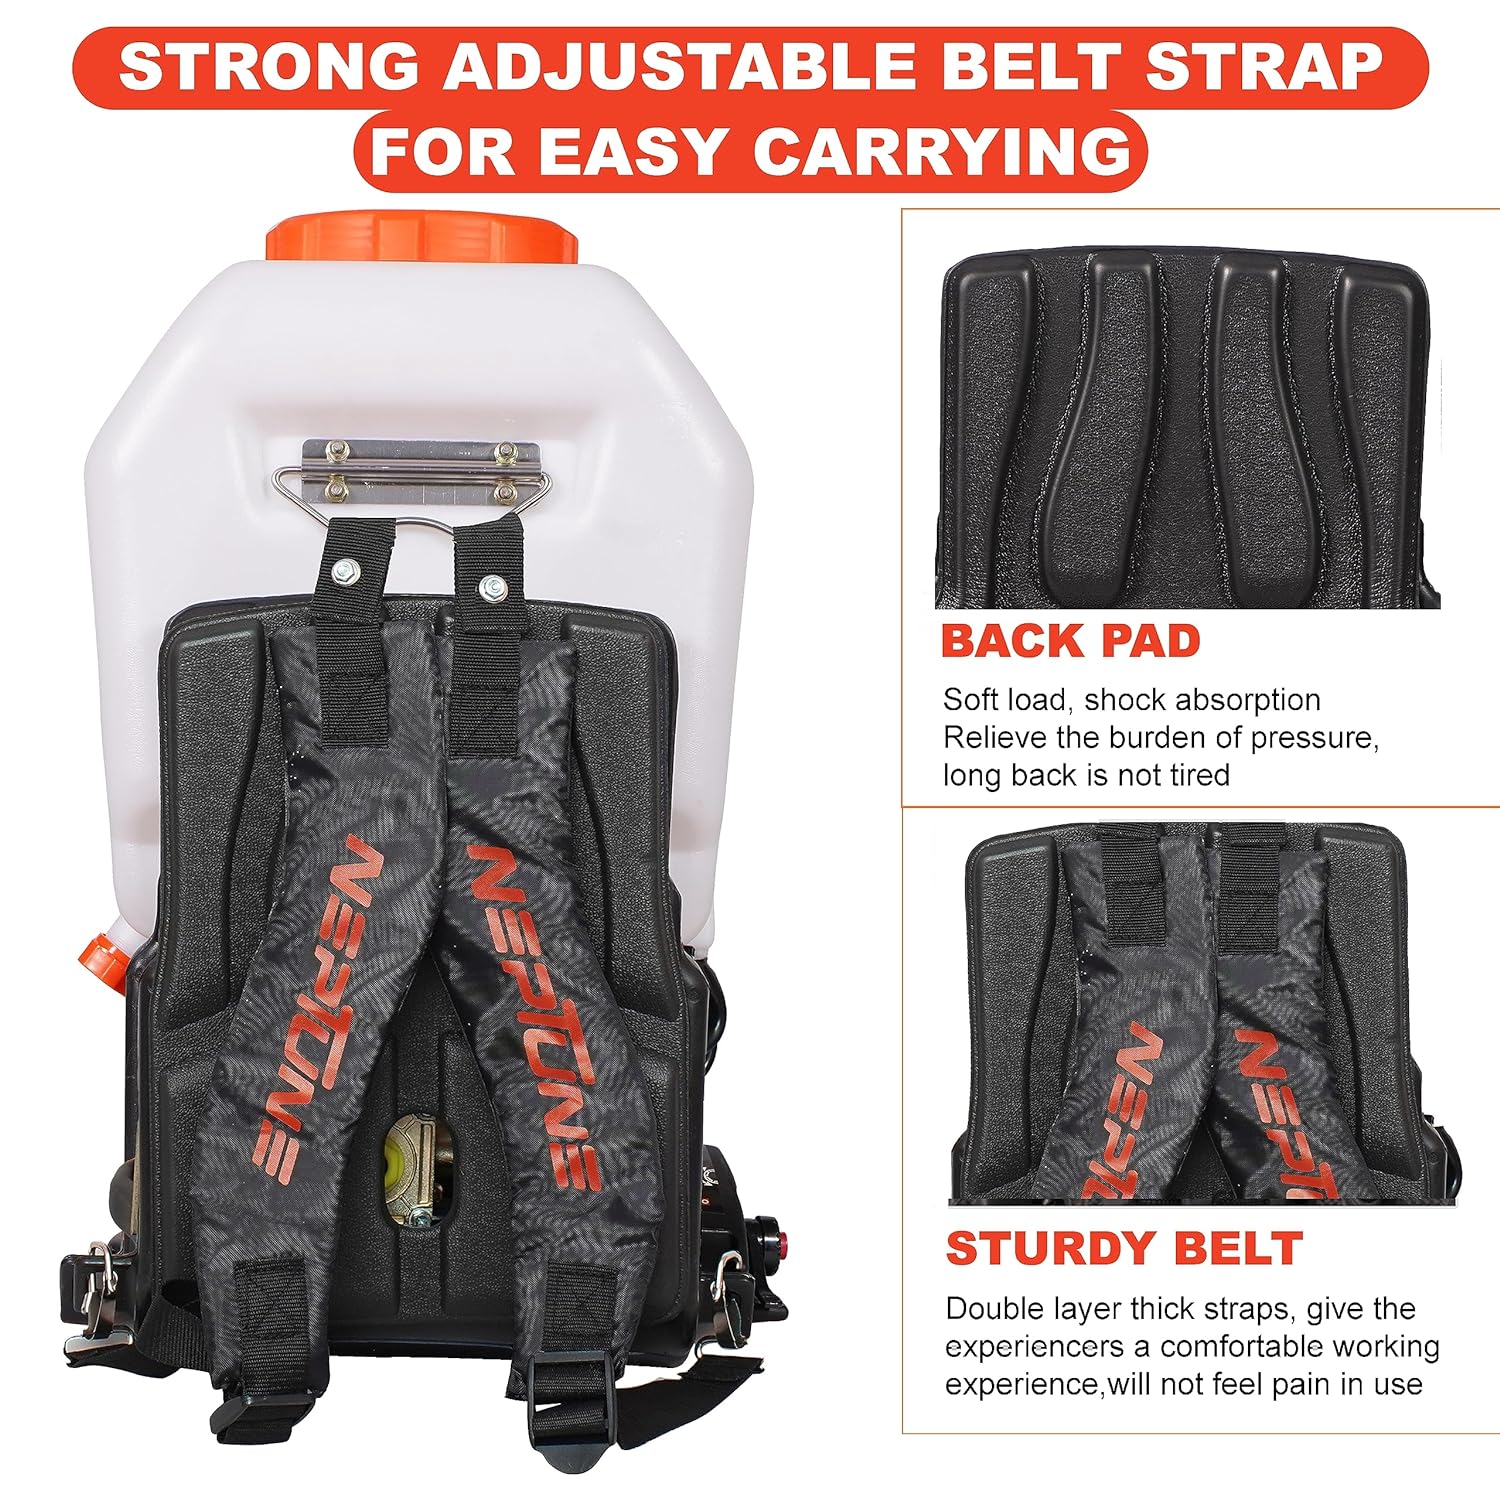 STRONG ADJUSTABLE BELT STRAP
FOR EASY CARRYING
NEPTUNE
NEPTUNE
BACK PAD
Soft load, shock absorption
Relieve the burden of pressure,
long back is not tired
NEPTUNE
NEPTUNE
STURDY BELT
Double layer thick straps, give the
experiencers a comfortable working
experience,will not feel pain in use